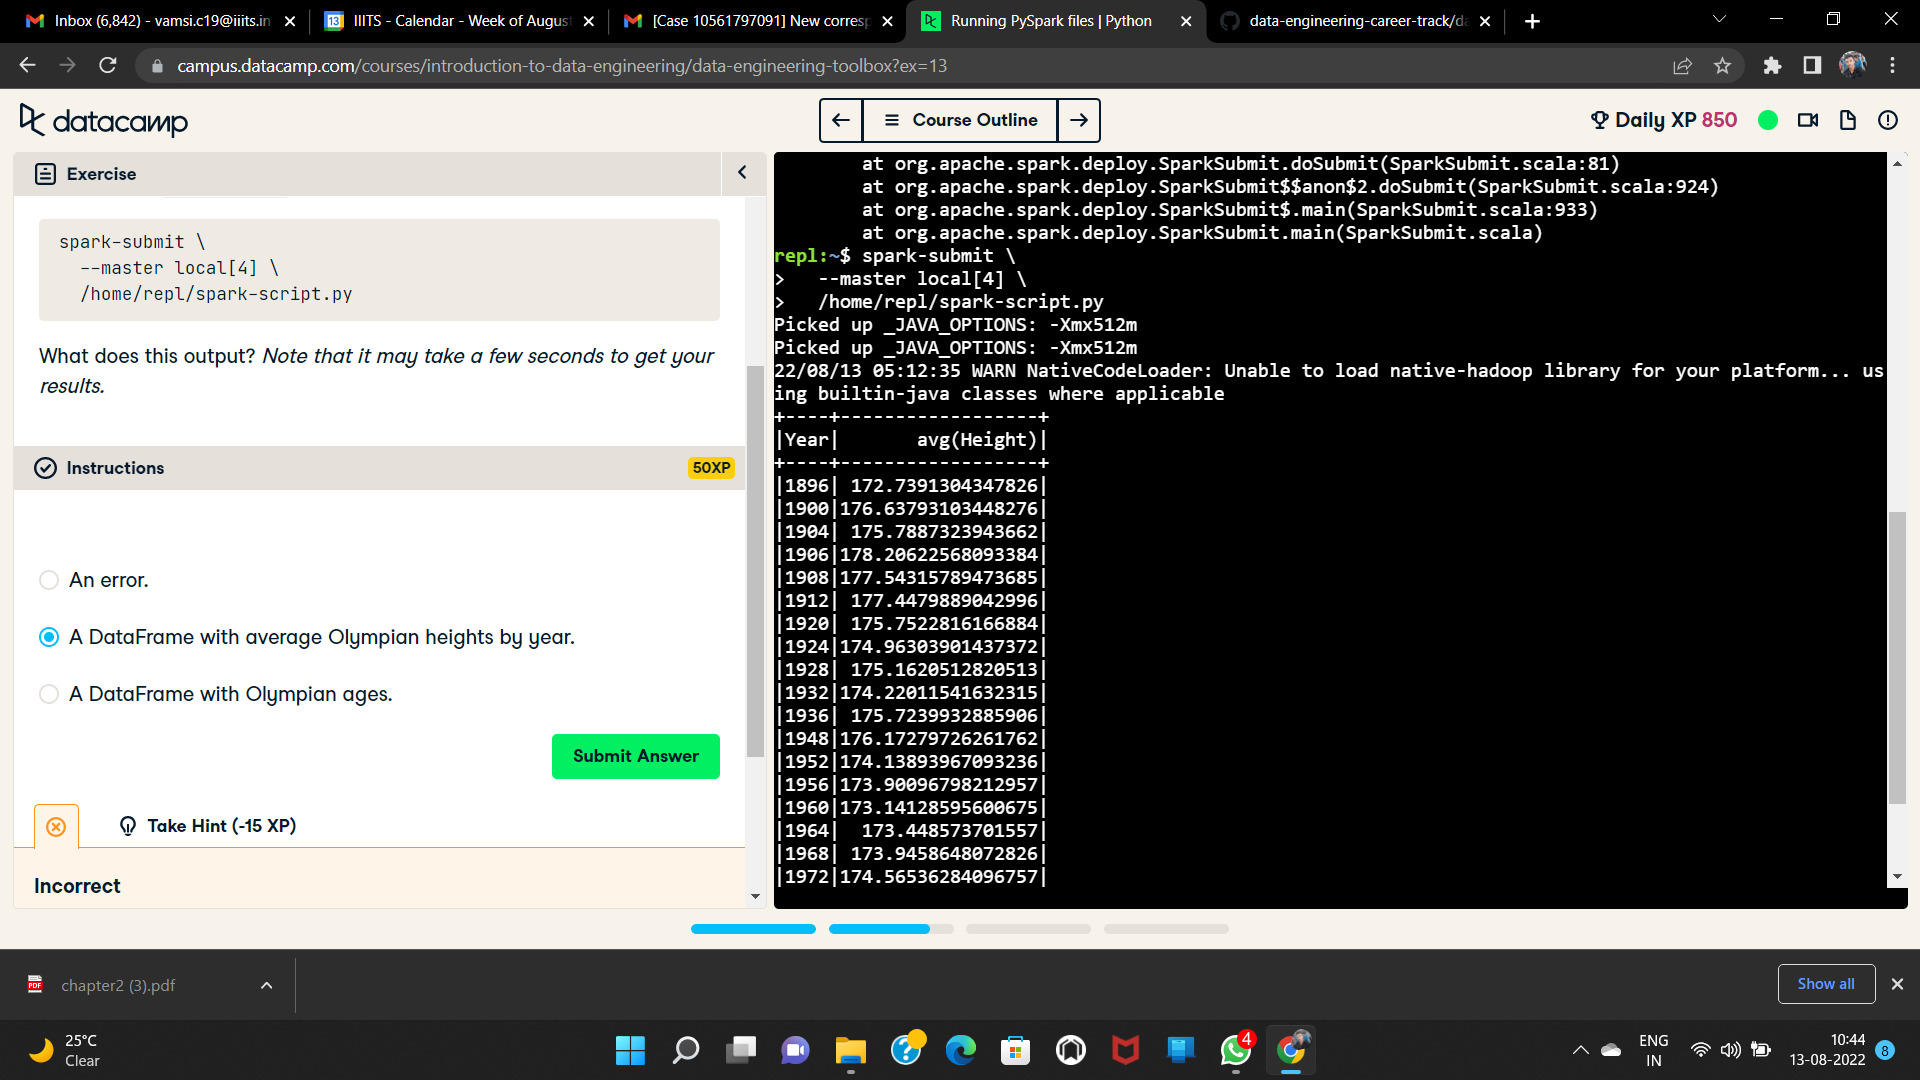 Inbox (6,842) - vamsi.c19@iiits.in
IIITS - Calendar - Week of August
[Case 10561797091] New corresp
Running PySpark files | Python
data-engineering-career-track/da
campus.datacamp.com/courses/introduction-to-data-engineering/data-engineering-toolbox?ex=13
datacamp
Course Outline
Daily XP 850
Exercise
spark-submit \
--master local[4] \
/home/repl/spark-script.py
What does this output? Note that it may take a few seconds to get your
results.
Instructions
50XP
An error.
A DataFrame with average Olympian heights by year.
A DataFrame with Olympian ages.
Submit Answer
Take Hint (-15 XP)
Incorrect
at org.apache.spark.deploy.SparkSubmit.doSubmit(SparkSubmit.scala:81)
at org.apache.spark.deploy.SparkSubmit$$anon$2.doSubmit(SparkSubmit.scala:924)
at org.apache.spark.deploy.SparkSubmit$.main(SparkSubmit.scala:933)
at org.apache.spark.deploy.SparkSubmit.main(SparkSubmit.scala)
repl:~$ spark-submit \
>   --master local[4] \
>   /home/repl/spark-script.py
Picked up _JAVA_OPTIONS: -Xmx512m
Picked up _JAVA_OPTIONS: -Xmx512m
22/08/13 05:12:35 WARN NativeCodeLoader: Unable to load native-hadoop library for your platform... us
ing builtin-java classes where applicable
+----+------------------+
|Year|       avg(Height)|
+----+------------------+
|1896| 172.7391304347826|
|1900|176.63793103448276|
|1904| 175.7887323943662|
|1906|178.20622568093384|
|1908|177.54315789473685|
|1912| 177.4479889042996|
|1920| 175.7522816166884|
|1924|174.96303901437372|
|1928| 175.1620512820513|
|1932|174.22011541632315|
|1936| 175.7239932885906|
|1948|176.17279726261762|
|1952|174.13893967093236|
|1956|173.90096798212957|
|1960|173.14128595600675|
|1964|  173.448573701557|
|1968| 173.9458648072826|
|1972|174.56536284096757|
chapter2 (3).pdf
Show all
25°C
Clear
4
ENG
IN
10:44
13-08-2022
8